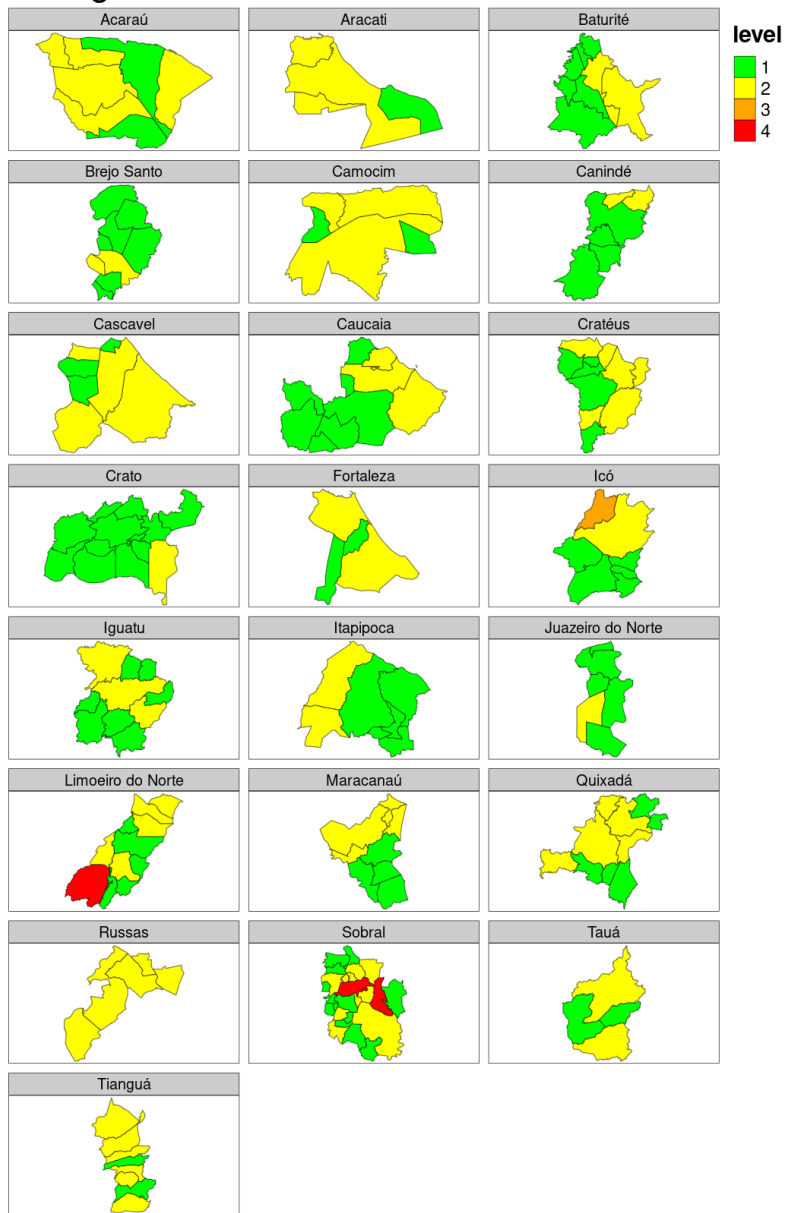 Acaraú
Aracati
Baturité
level
1
2
3
4
Brejo Santo
Camocim
Canindé
Cascavel
Caucaia
Cratéus
Crato
Fortaleza
Icó
Iguatu
Itapipoca
Juazeiro do Norte
Limoeiro do Norte
Maracanaú
Quixadá
Russas
Sobral
Tauá
Tianguá